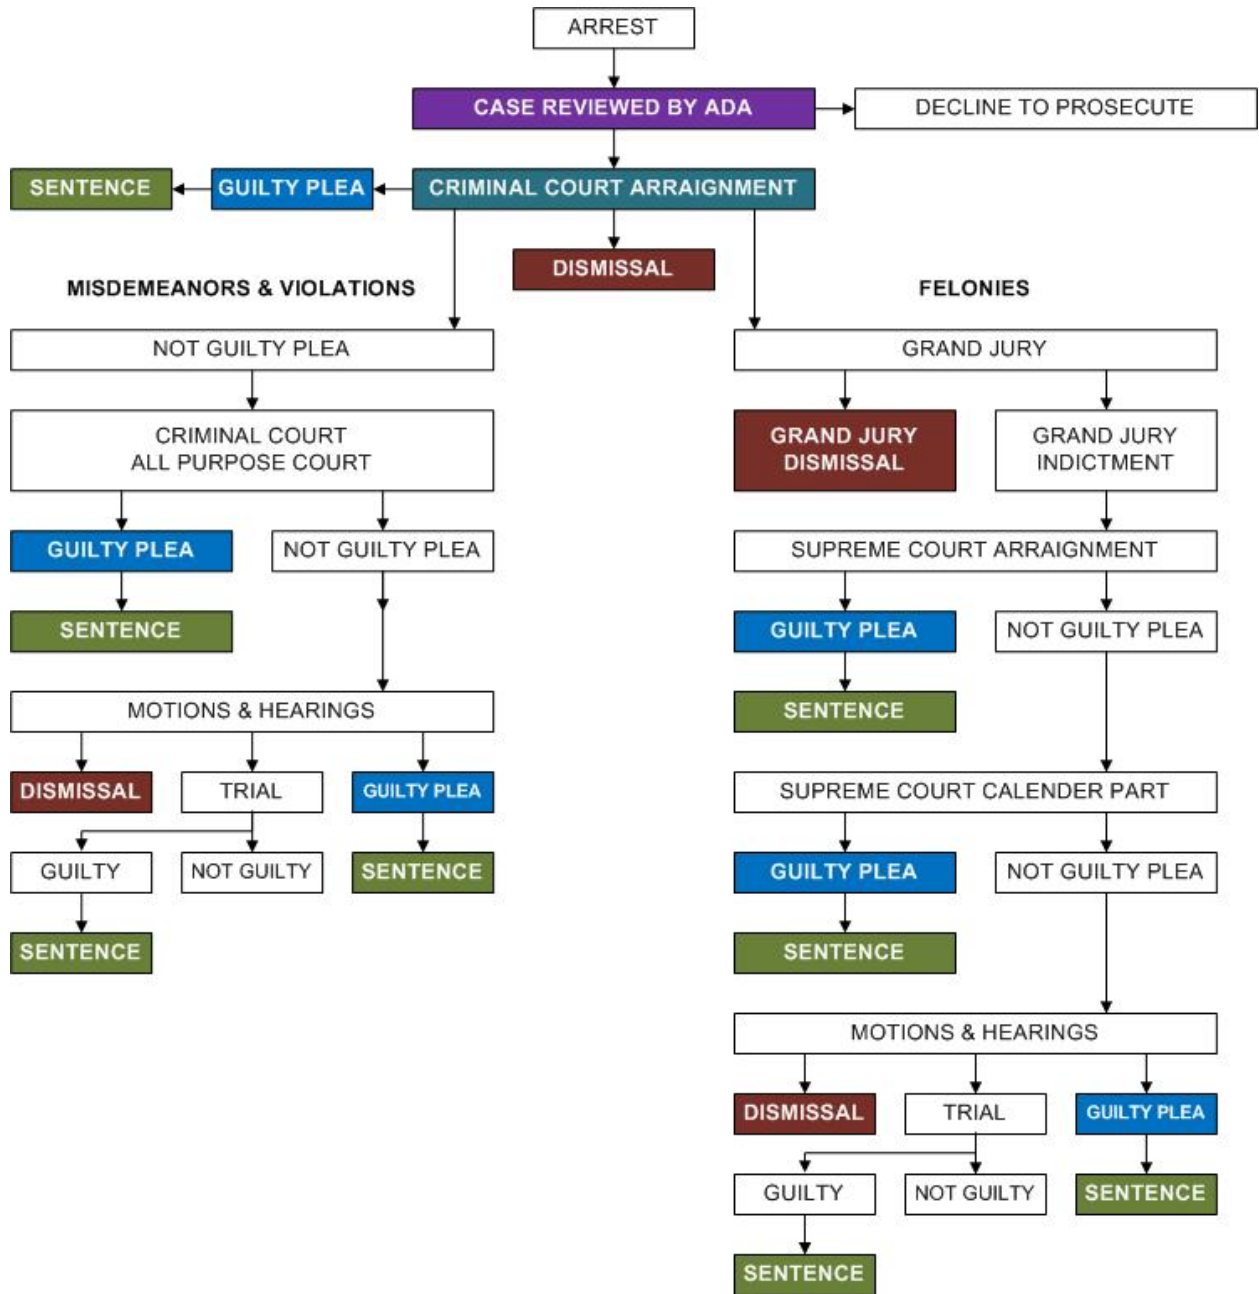 ARREST
CASE REVIEWED BY ADA
DECLINE TO PROSECUTE
SENTENCE
GUILTY PLEA
CRIMINAL COURT ARRAIGNMENT
DISMISSAL
MISDEMEANORS & VIOLATIONS
FELONIES
NOT GUILTY PLEA
GRAND JURY
CRIMINAL COURT
ALL PURPOSE COURT
GRAND JURY
DISMISSAL
GRAND JURY
INDICTMENT
GUILTY PLEA
NOT GUILTY PLEA
SUPREME COURT ARRAIGNMENT
SENTENCE
GUILTY PLEA
NOT GUILTY PLEA
MOTIONS & HEARINGS
SENTENCE
DISMISSAL
TRIAL
GUILTY PLEA
SUPREME COURT CALENDER PART
GUILTY
NOT GUILTY
SENTENCE
GUILTY PLEA
NOT GUILTY PLEA
SENTENCE
SENTENCE
MOTIONS & HEARINGS
DISMISSAL
TRIAL
GUILTY PLEA
GUILTY
NOT GUILTY
SENTENCE
SENTENCE